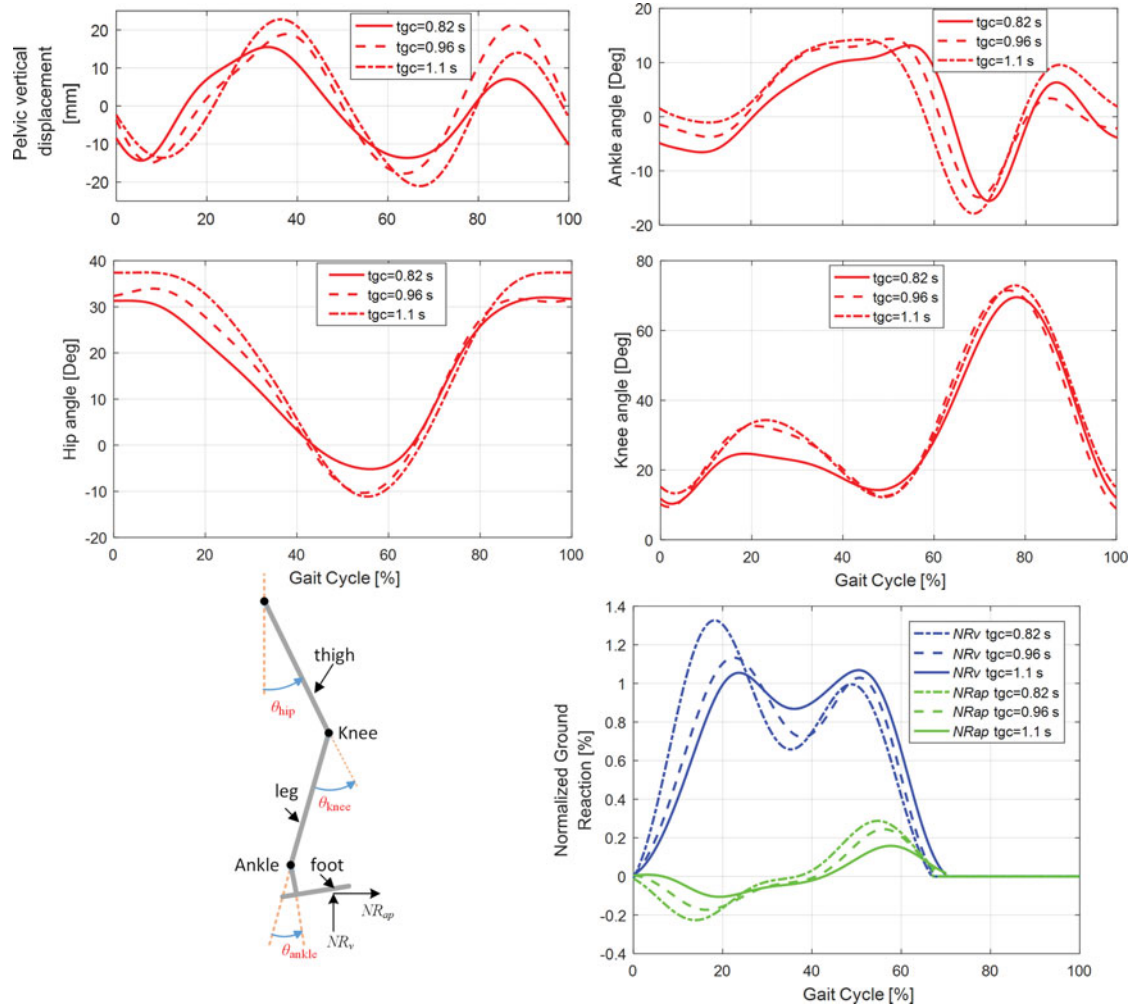 Pelvic vertical
displacement
[mm]
20
10
0
-10
-20
0
20
40
60
80
100
tgc=0.82 s
tgc=0.96 s
tgc=1.1 s
Ankle angle [Deg]
20
10
0
-10
-20
0
20
40
60
80
100
tgc=0.82 s
tgc=0.96 s
tgc=1.1 s
Hip angle [Deg]
40
30
20
10
0
-10
-20
0
20
40
60
80
100
Gait Cycle [%]
tgc=0.82 s
tgc=0.96 s
tgc=1.1 s
Knee angle [Deg]
80
60
40
20
0
0
20
40
60
80
100
Gait Cycle [%]
tgc=0.82 s
tgc=0.96 s
tgc=1.1 s
thigh
θhip
Knee
leg
θknee
Ankle
foot
NRap
θankle
NRv
Normalized Ground
Reaction [%]
1.4
1.2
1
0.8
0.6
0.4
0.2
0
-0.2
-0.4
0
20
40
60
80
100
Gait Cycle [%]
NRv tgc=0.82 s
NRv tgc=0.96 s
NRv tgc=1.1 s
NRap tgc=0.82 s
NRap tgc=0.96 s
NRap tgc=1.1 s